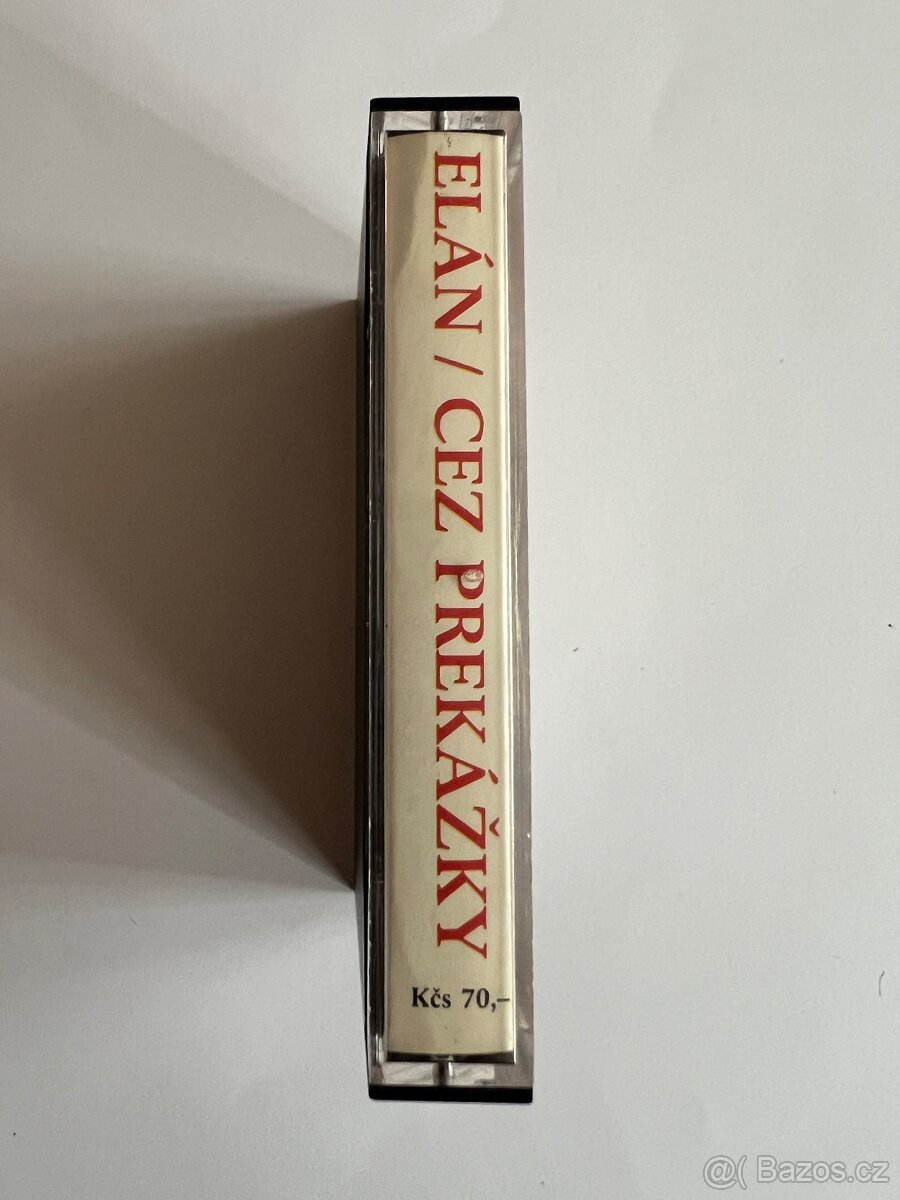 ELÁN / CEZ PREKÁŽKY
Kčs 70,–
@( Bazos.cz